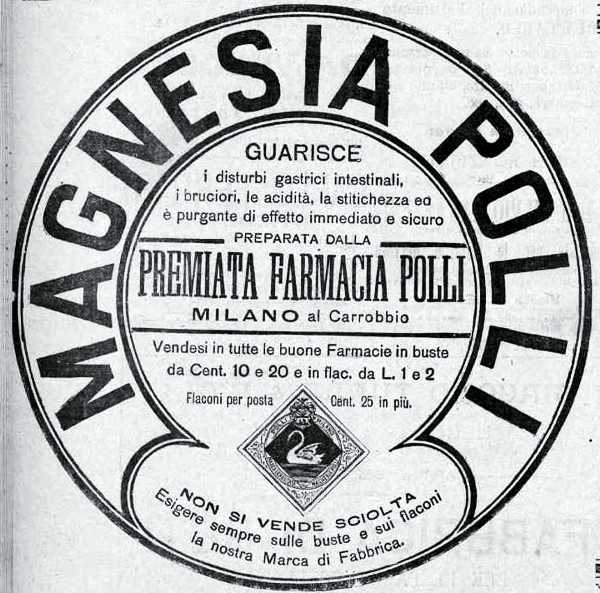 MAGNESIA POLLI
GUARISCE
i disturbi gastrici intestinali,
i bruciori, le acidità, la stitichezza ed
è purgante di effetto immediato e sicuro
PREPARATA DALLA
PREMIATA FARMACIA POLLI
MILANO al Carrobbio
Vendesi in tutte le buone Farmacie in buste
da Cent. 10 e 20 e in flac. da L. 1 e 2
Flaconi per posta Cent. 25 in più.
NON SI VENDE SCIOLTA
Esigere sempre sulle buste e sui flaconi
la nostra Marca di Fabbrica.